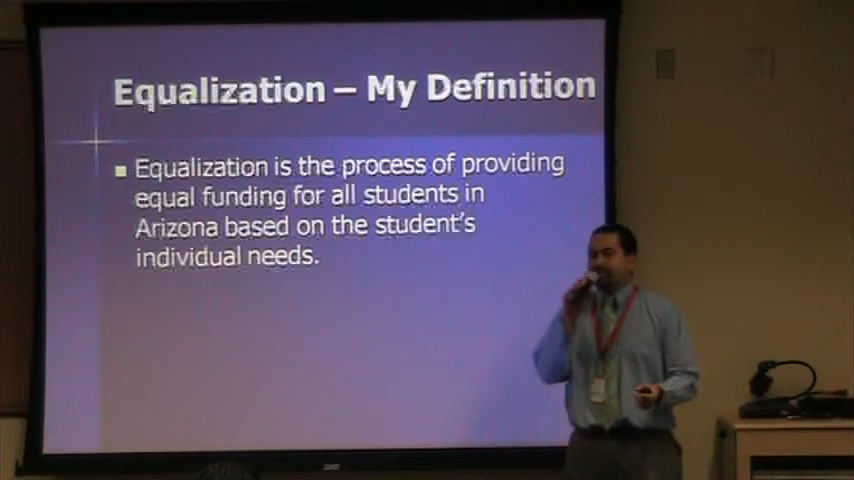 Equalization – My Definition
Equalization is the process of providing
equal funding for all students in
Arizona based on the student's
individual needs.